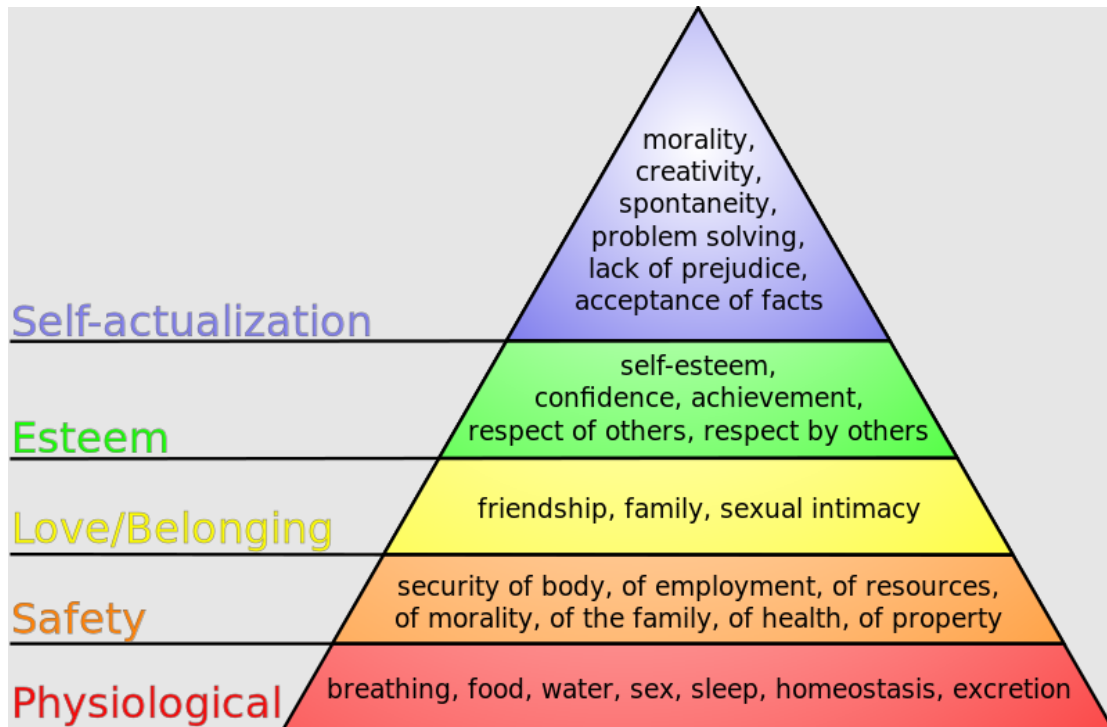 morality,
creativity,
spontaneity,
problem solving,
lack of prejudice,
acceptance of facts
Self-actualization
self-esteem,
confidence, achievement,
respect of others, respect by others
Esteem
friendship, family, sexual intimacy
Love/Belonging
security of body, of employment, of resources,
of morality, of the family, of health, of property
Safety
breathing, food, water, sex, sleep, homeostasis, excretion
Physiological